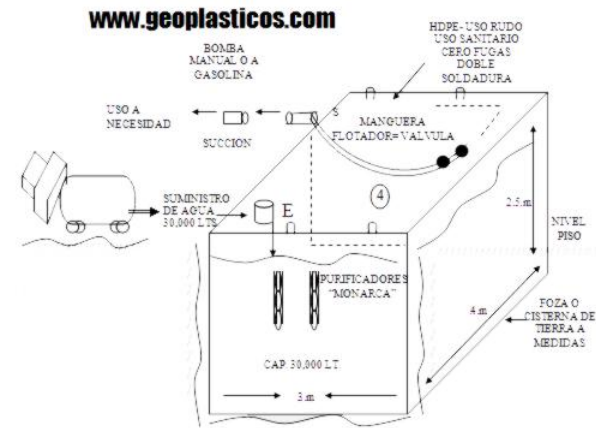 www.geoplasticos.com
BOMBA
MANUAL O A
GASOLINA
HDPE- USO RUDO
USO SANITARIO
CERO FUGAS
DOBLE
SOLDADURA
USO A
NECESIDAD
SUCCION
S
MANGUERA
FLOTADOR=VALVULA
SUMINISTRO
DE AGUA
30,000 LTS
E
4
2.5 m
NIVEL
PISO
PURIFICADORES
"MONARCA"
4 m
FOZA O
CISTERNA DE
TIERRA A
MEDIDAS
CAP 30,000 LT
3 m